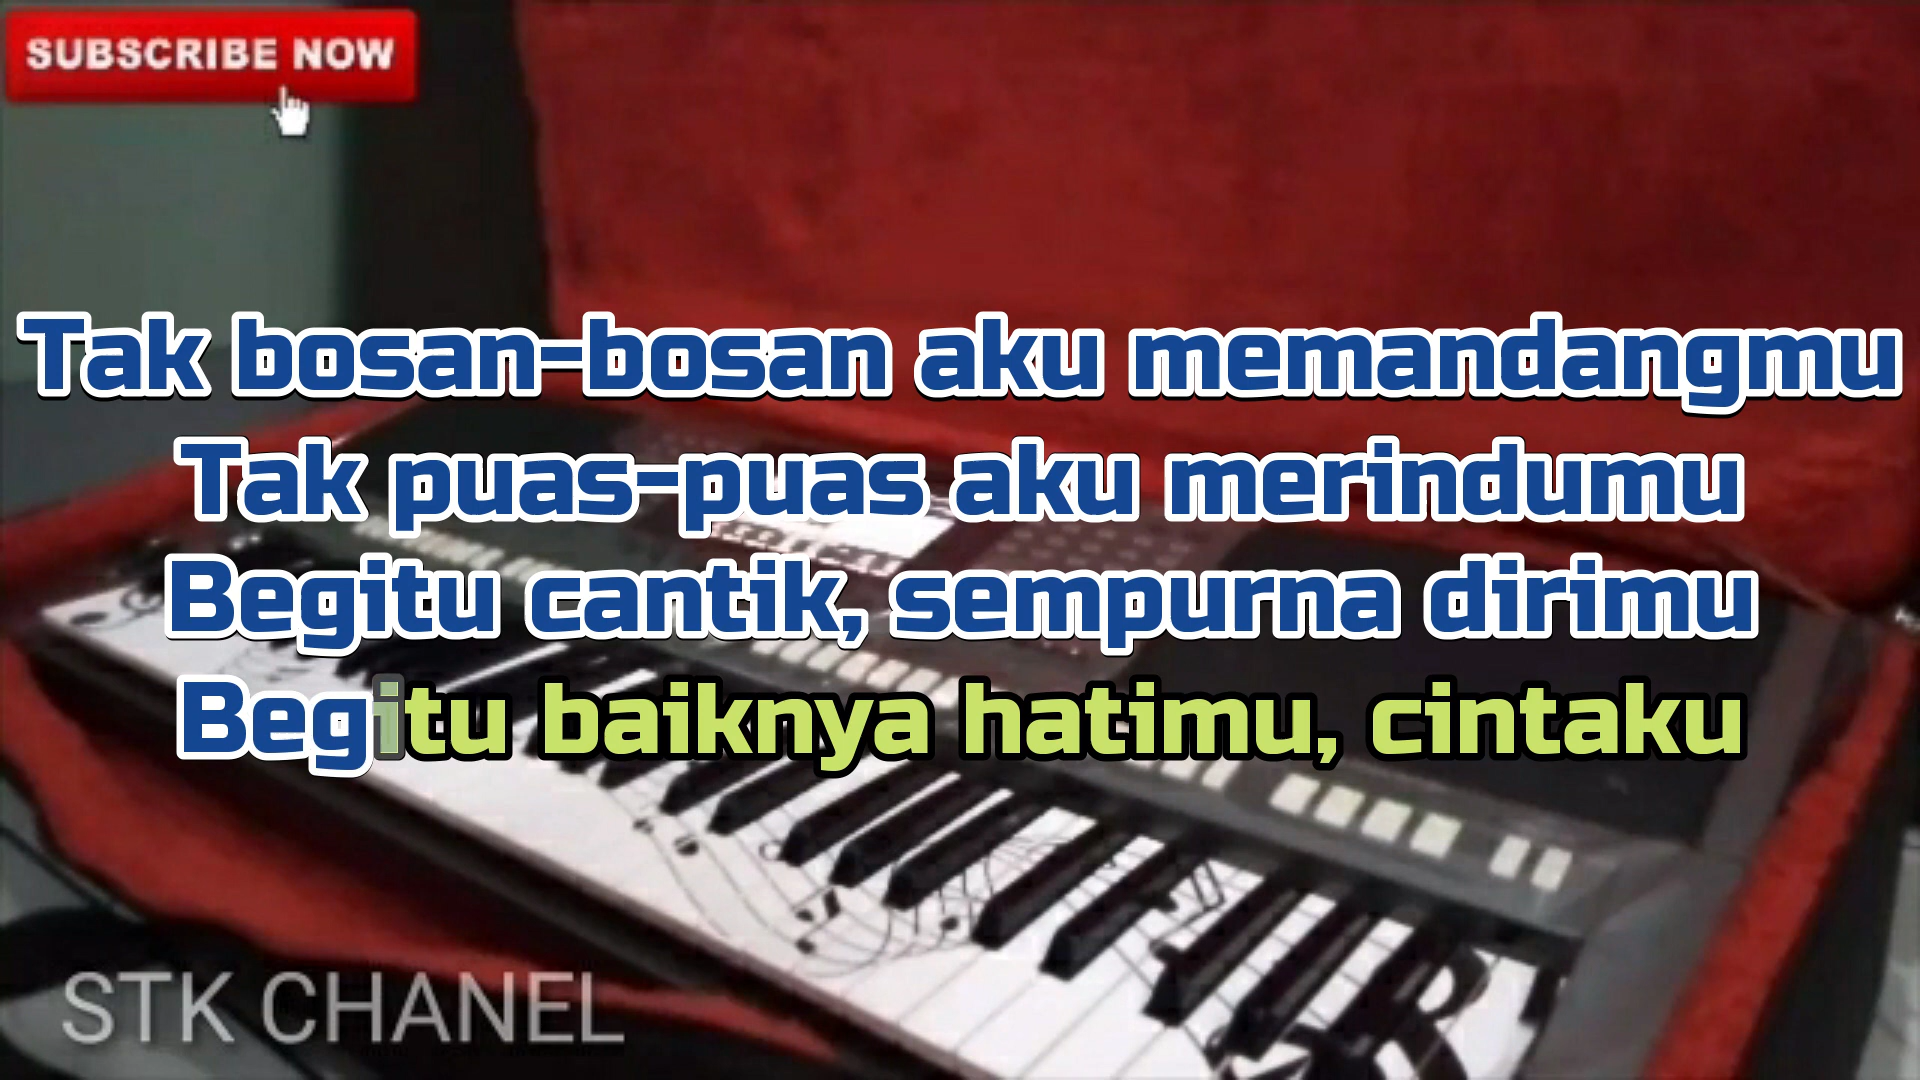 SUBSCRIBE NOW
Tak bosan-bosan aku memandangmu
Tak puas-puas aku merindumu
Begitu cantik, sempurna dirimu
Begitu baiknya hatimu, cintaku
STK CHANEL